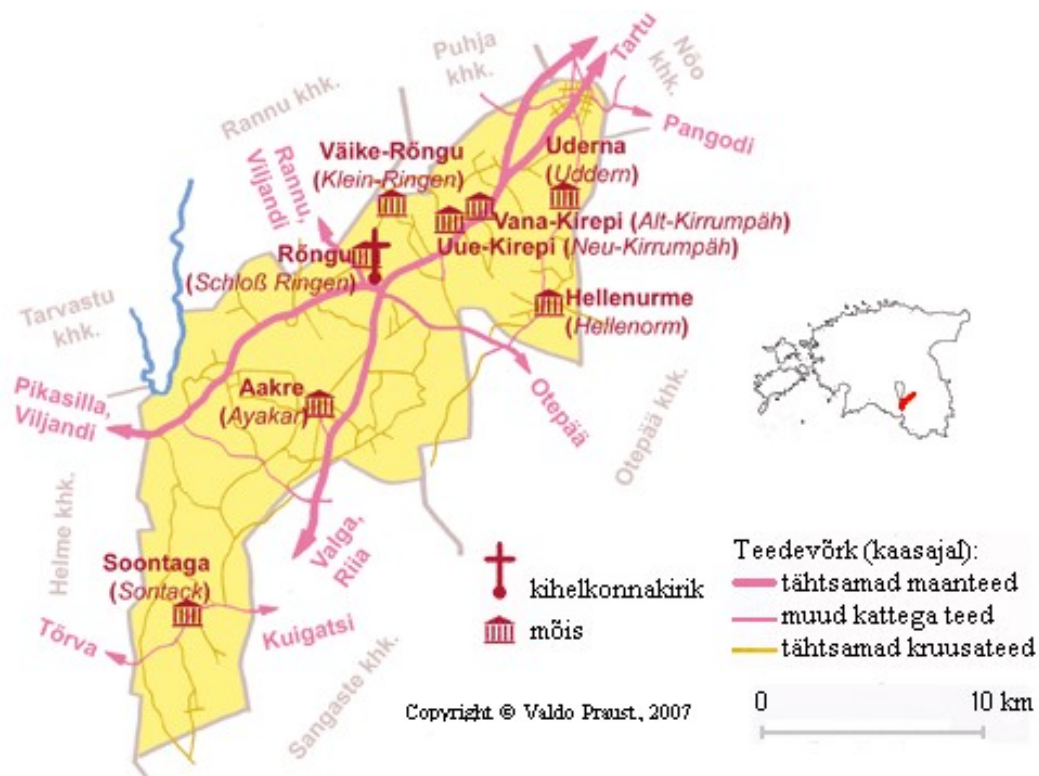 Puhja
khk.
Tartu
Nõo
khk.
Rannu khk.
Pangodi
Väike-Rõngu
(Klein-Ringen)
Uderna
(Uddern)
Rannu,
Viljandi
Vana-Kirepi (Alt-Kirrumpäh)
Uue-Kirepi (Neu-Kirrumpäh)
Rõngu
(Schloß Ringen)
Tarvastu
khk.
Hellenurme
(Hellenorm)
Aakre
(Ayakar)
Otepää
Otepää khk.
Pikasilla,
Viljandi
Helme khk.
Valga,
Riia
Soontaga
(Sontack)
Tõrva
Kuigatsi
Sangaste khk.
kihelkonnakirik
mõis
Teedevõrk (kaasajal):
tähtsamad maanteed
muud kattega teed
tähtsamad kruusateed
0 10 km
Copyright © Valdo Praust, 2007